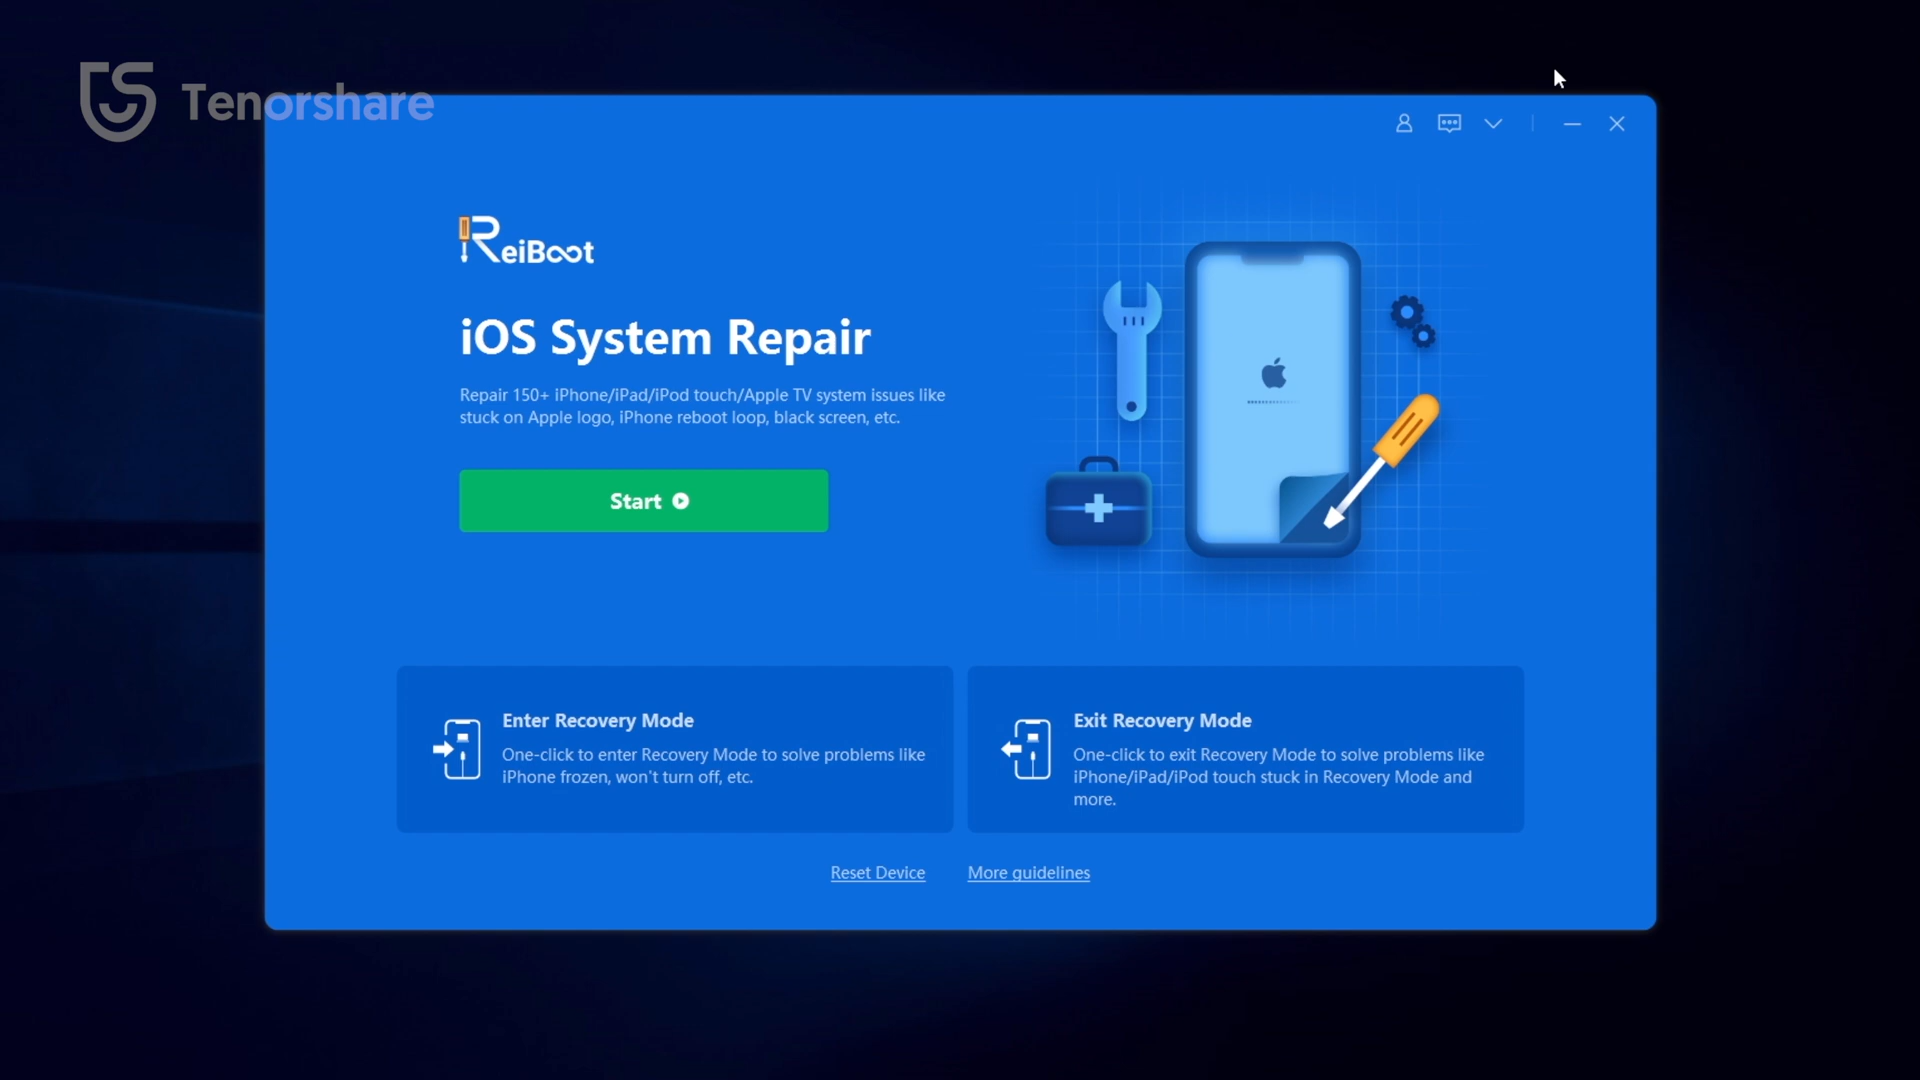 Tenorshare
ReiBoot
iOS System Repair
Repair 150+ iPhone/iPad/iPod touch/Apple TV system issues like
stuck on Apple logo, iPhone reboot loop, black screen, etc.
Start
Enter Recovery Mode
One-click to enter Recovery Mode to solve problems like
iPhone frozen, won't turn off, etc.
Exit Recovery Mode
One-click to exit Recovery Mode to solve problems like
iPhone/iPad/iPod touch stuck in Recovery Mode and
more.
Reset Device
More guidelines